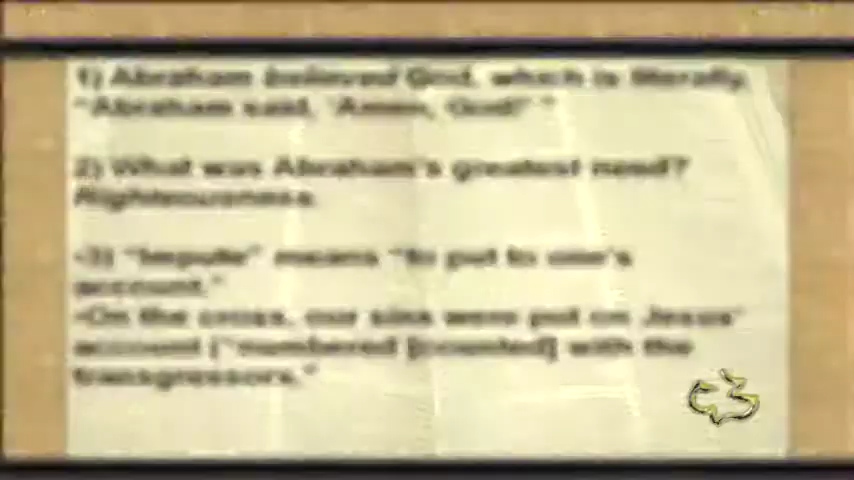 1) Abraham believed God, which is literally,
"Abraham said, 'Amen, God!' "
2) What was Abraham's greatest need?
Righteousness.
•3) "Impute" means "to put to one's
account."
•On the cross, our sins were put on Jesus'
account ("numbered [counted] with the
transgressors."